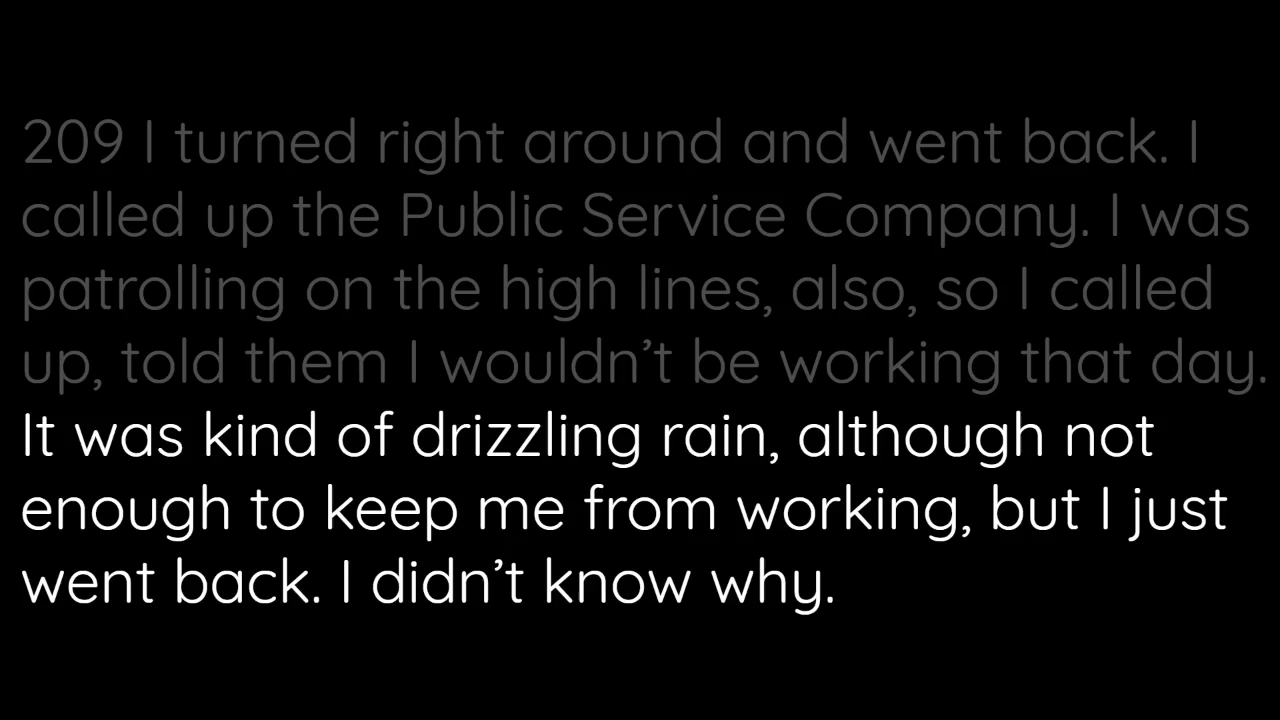 209 I turned right around and went back. I
called up the Public Service Company. I was
patrolling on the high lines, also, so I called
up, told them I wouldn’t be working that day.
It was kind of drizzling rain, although not
enough to keep me from working, but I just
went back. I didn’t know why.